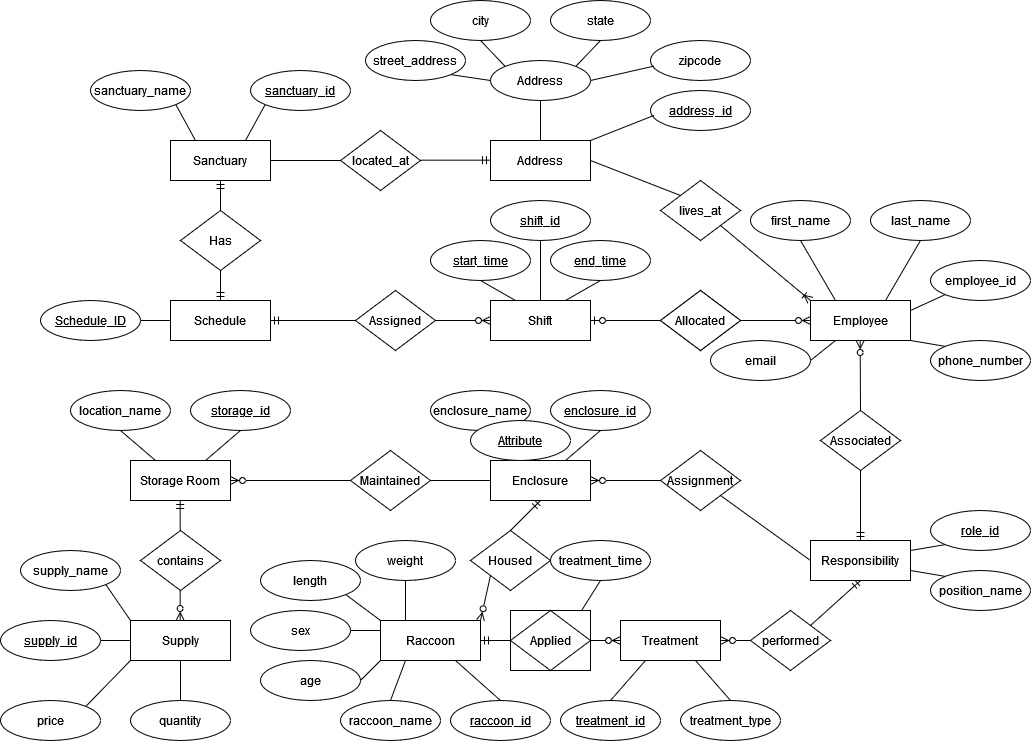 city
state
street_address
Address
zipcode
sanctuary_name
sanctuary_id
address_id
Sanctuary
located_at
Address
lives_at
first_name
last_name
Has
shift_id
start_time
end_time
employee_id
Schedule_ID
Schedule
Assigned
Shift
Allocated
Employee
email
phone_number
location_name
storage_id
enclosure_name
enclosure_id
Attribute
Associated
Storage Room
Maintained
Enclosure
Assignment
role_id
contains
Housed
treatment_time
Responsibility
supply_name
weight
length
position_name
supply_id
Supply
sex
Raccoon
Applied
Treatment
performed
age
price
quantity
raccoon_name
raccoon_id
treatment_id
treatment_type